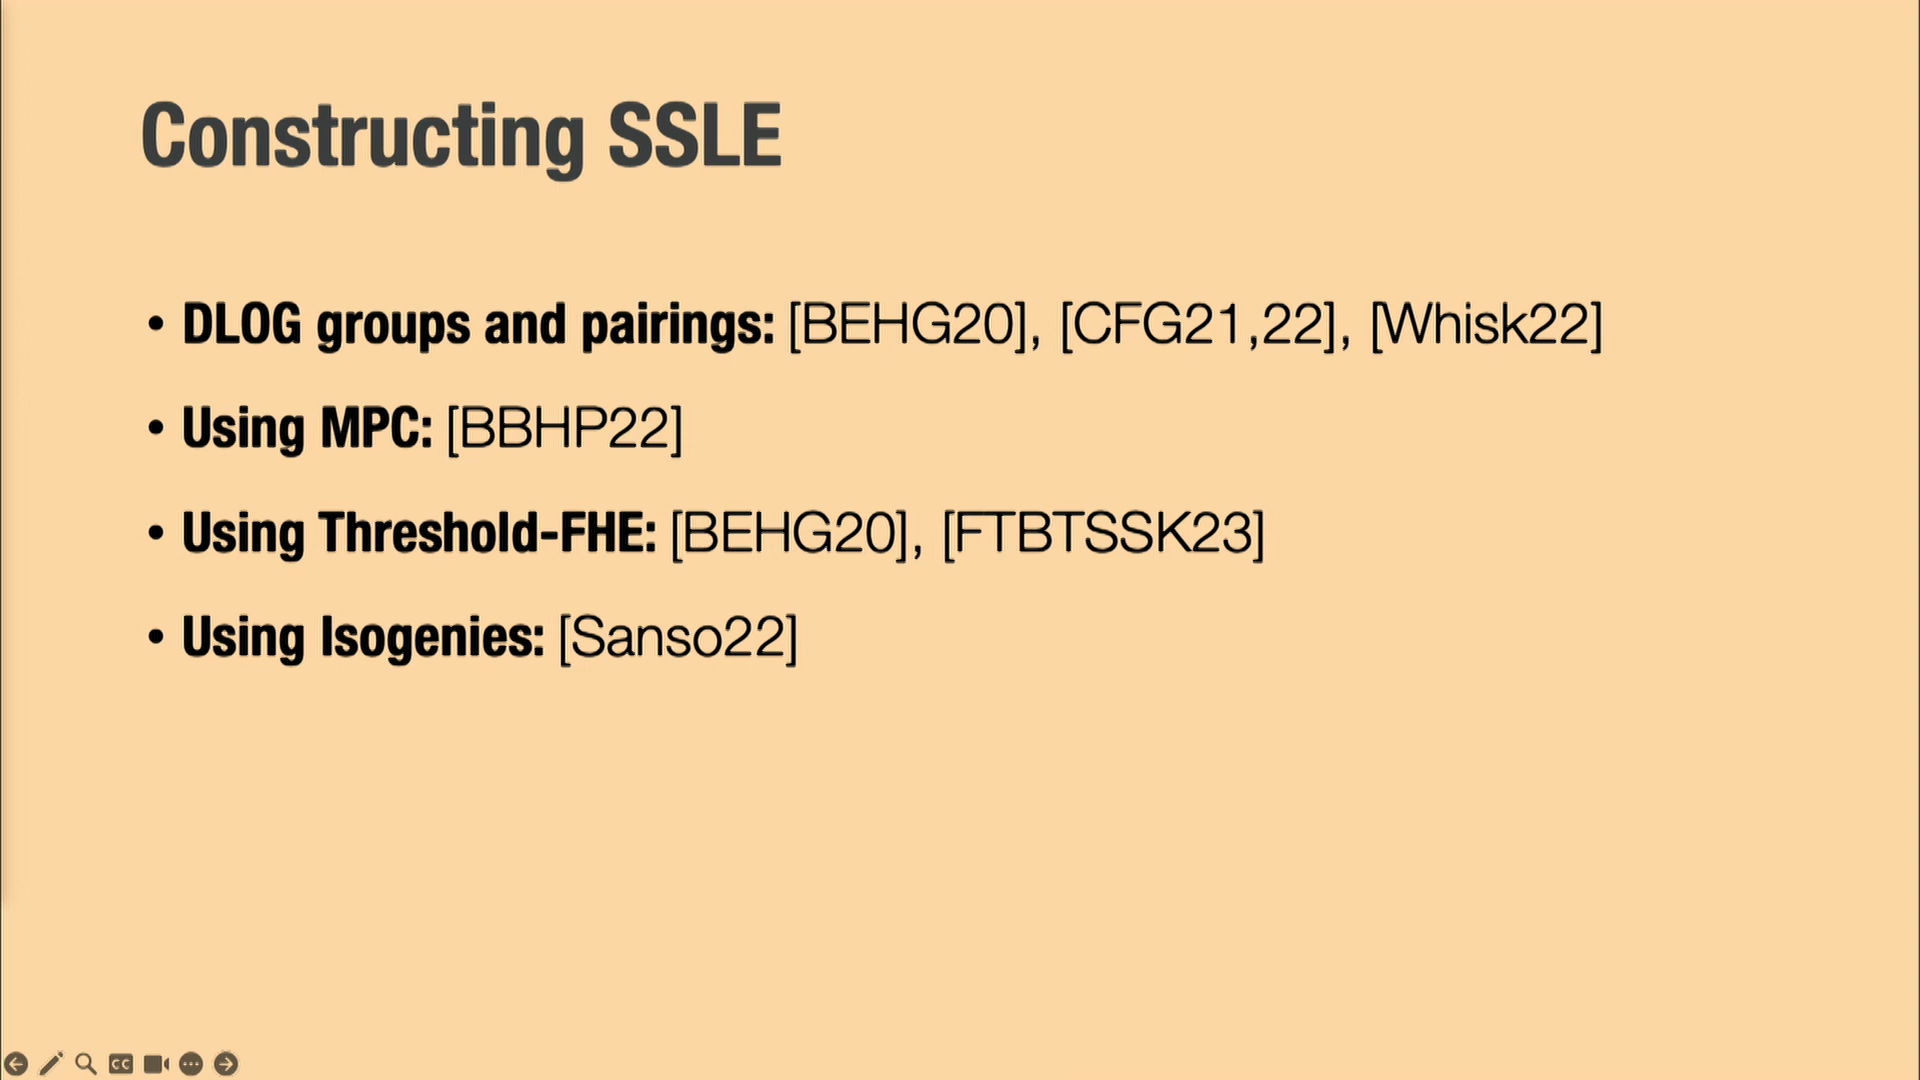 Constructing SSLE
• DLOG groups and pairings: [BEHG20], [CFG21,22], [Whisk22]
• Using MPC: [BBHP22]
• Using Threshold-FHE: [BEHG20], [FTBTSSK23]
• Using Isogenies: [Sanso22]
CC